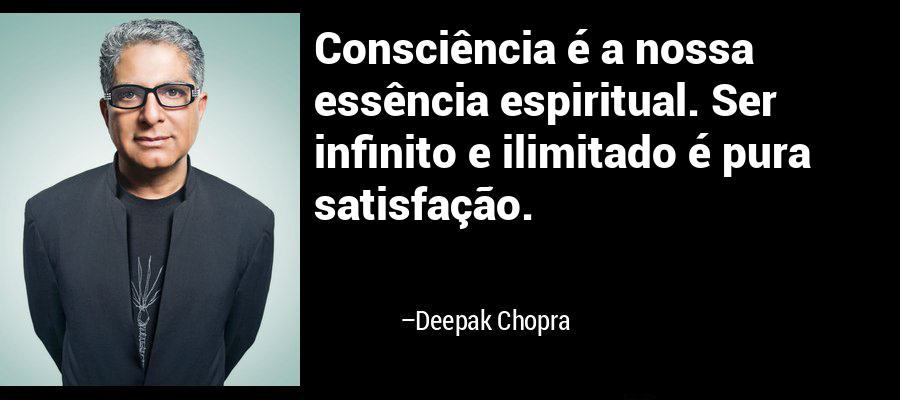 Consciência é a nossa
essência espiritual. Ser
infinito e ilimitado é pura
satisfação.
–Deepak Chopra